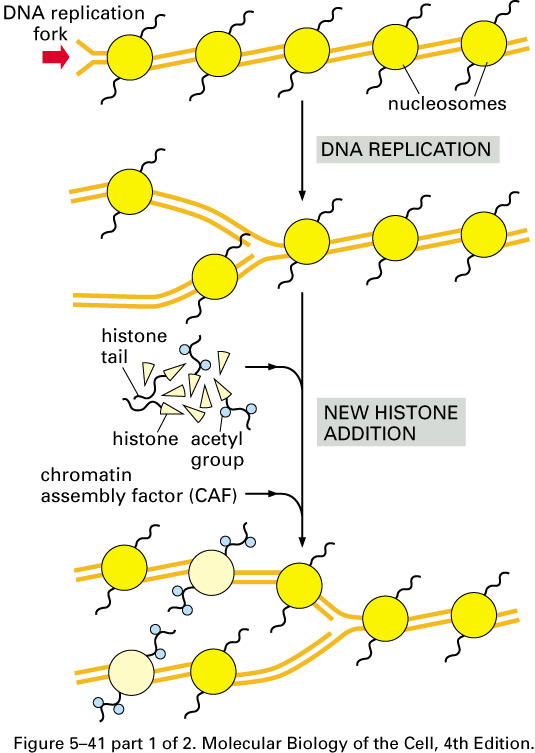 DNA replication
fork
nucleosomes
DNA REPLICATION
histone
tail
histone
acetyl
group
NEW HISTONE
ADDITION
chromatin
assembly factor (CAF)
Figure 5–41 part 1 of 2. Molecular Biology of the Cell, 4th Edition.